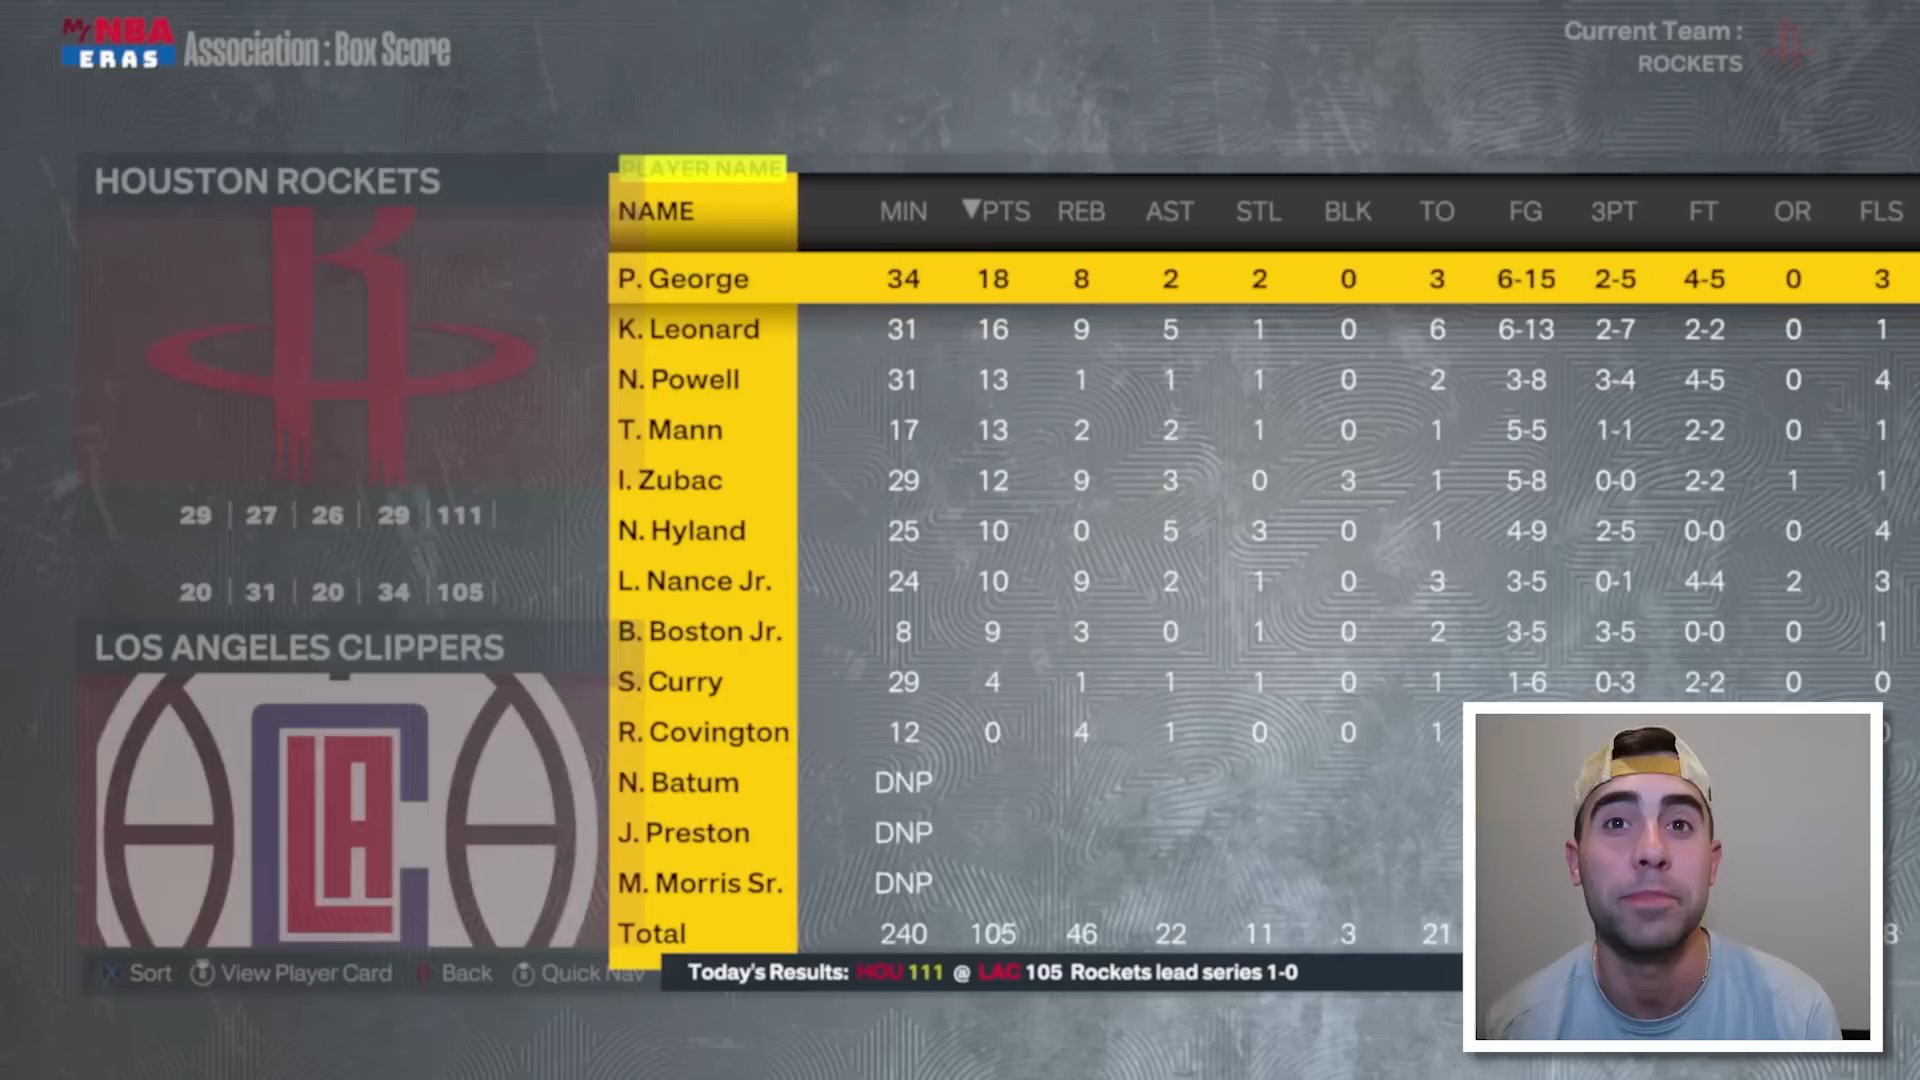 My NBA ERAS
Association : Box Score
Current Team :
ROCKETS
HOUSTON ROCKETS
29 | 27 | 26 | 29 | 111 |
20 | 31 | 20 | 34 | 105 |
LOS ANGELES CLIPPERS
LA
PLAYER NAME
NAME MIN ▼PTS REB AST STL BLK TO FG 3PT FT OR FLS
P. George 34 18 8 2 2 0 3 6-15 2-5 4-5 0 3
K. Leonard 31 16 9 5 1 0 6 6-13 2-7 2-2 0 1
N. Powell 31 13 1 1 1 0 2 3-8 3-4 4-5 0 4
T. Mann 17 13 2 2 1 0 1 5-5 1-1 2-2 0 1
I. Zubac 29 12 9 3 0 3 1 5-8 0-0 2-2 1 1
N. Hyland 25 10 0 5 3 0 1 4-9 2-5 0-0 0 4
L. Nance Jr. 24 10 9 2 1 0 3 3-5 0-1 4-4 2 3
B. Boston Jr. 8 9 3 0 1 0 2 3-5 3-5 0-0 0 1
S. Curry 29 4 1 1 1 0 1 1-6 0-3 2-2 0 0
R. Covington 12 0 4 1 0 0 1
N. Batum DNP
J. Preston DNP
M. Morris Sr. DNP
Total 240 105 46 22 11 3 21
X Sort View Player Card Back Quick Nav
Today's Results: HOU 111 @ LAC 105 Rockets lead series 1-0